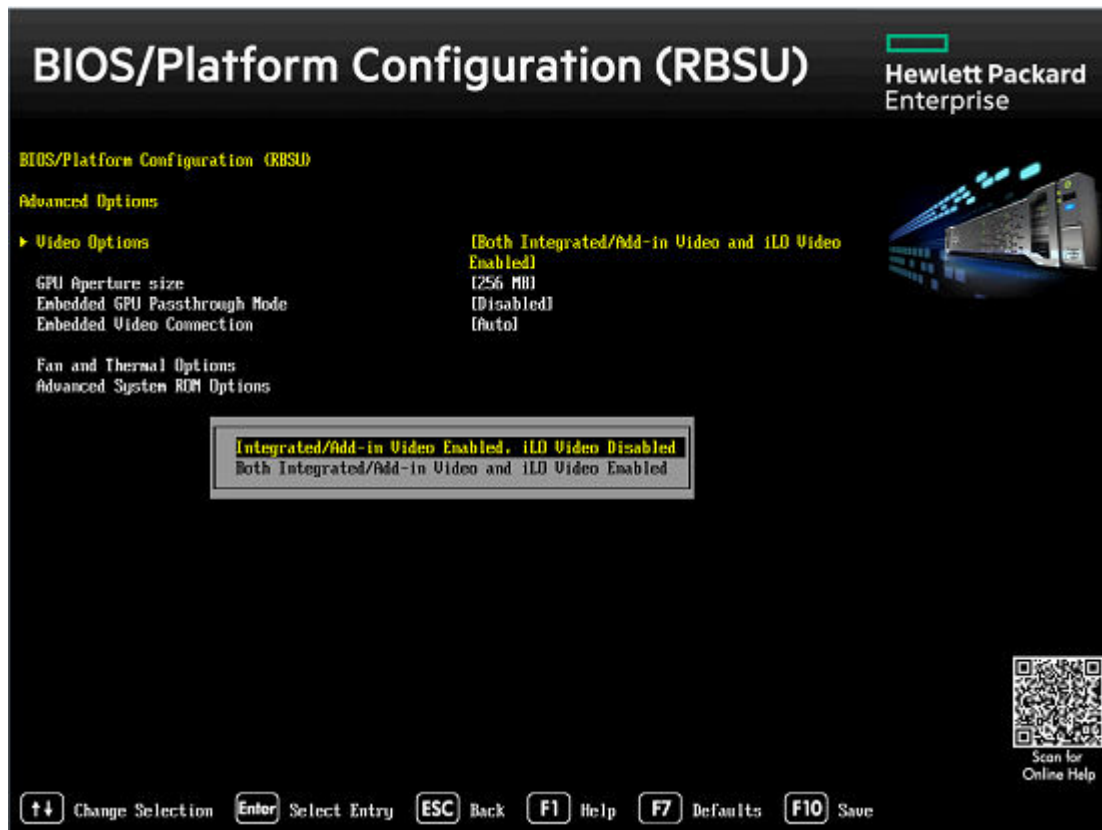 BIOS/Platform Configuration (RBSU)
Hewlett Packard
Enterprise
BIOS/Platform Configuration (RBSU)
Advanced Options
Video Options [Both Integrated/Add-in Video and iLO Video
Enabled]
GPU Aperture size [256 MB]
Embedded GPU Passthrough Mode [Disabled]
Embedded Video Connection [Auto]
Fan and Thermal Options
Advanced System ROM Options
Integrated/Add-in Video Enabled, iLO Video Disabled
Both Integrated/Add-in Video and iLO Video Enabled
Scan for
Online Help
↑↓ Change Selection Enter Select Entry ESC Back F1 Help F7 Defaults F10 Save